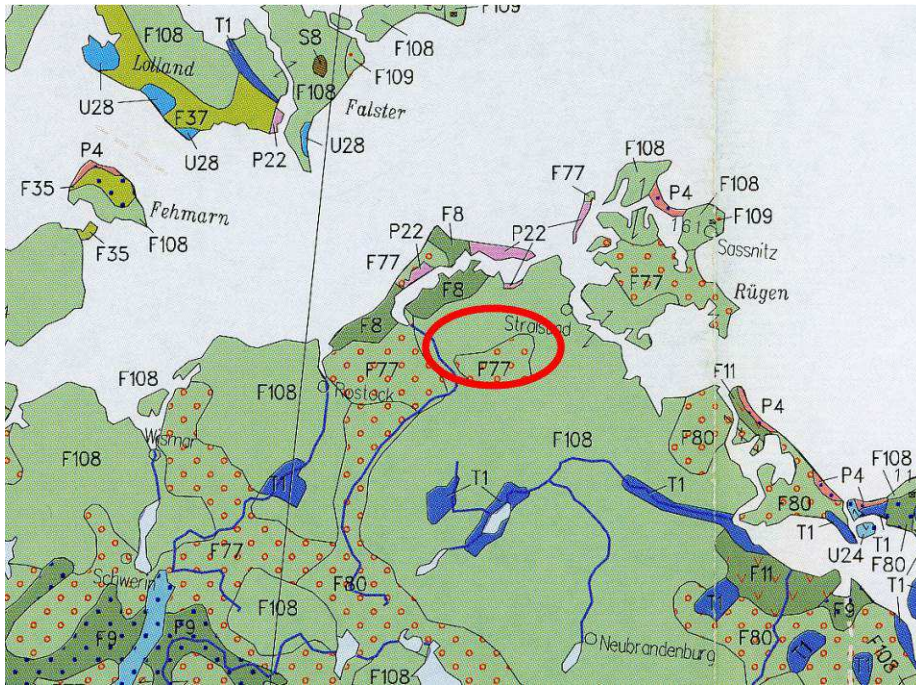 T1
F109
F108
S8
F108
Lolland
F108
F109
U28
F37
Falster
U28
P22
U28
P4
F35
Fehmarn
F108
F35
F108
F77
P4
F108
F109
Sassnitz
F8
P22
P22
F77
F8
F77
Rügen
F8
Stralsund
F77
F77
Rostock
F108
F108
F11
P4
Wismar
F108
F108
F80
T1
T1
T1
P4
F108
F80
T1
U24
T1
F80
F77
Schwerin
F80
F11
T1
F108
T1
F9
F9
F9
F80
F108
Neubrandenburg
F108
T